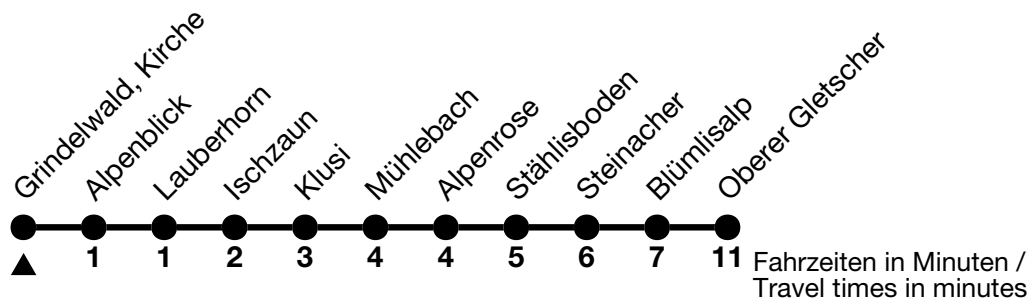 Grindelwald, Kirche
Alpenblick
Lauberhorn
Ischzaun
Klusi
Mühlebach
Alpenrose
Stählisboden
Steinacher
Blümlisalp
Oberer Gletscher
1 1 2 3 4 4 5 6 7 11
Fahrzeiten in Minuten /
Travel times in minutes